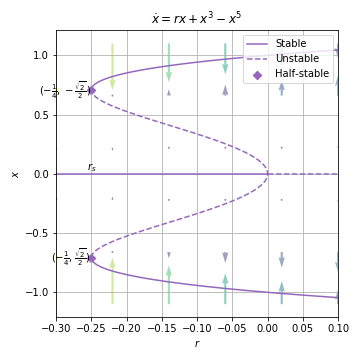 ẋ = rx + x³ − x⁵
Stable
Unstable
Half-stable
1.0
(−1/4, −√2/2)
0.5
r_s
x
0.0
−0.5
(−1/4, √2/2)
−1.0
−0.30 −0.25 −0.20 −0.15 −0.10 −0.05 0.00 0.05 0.10
r